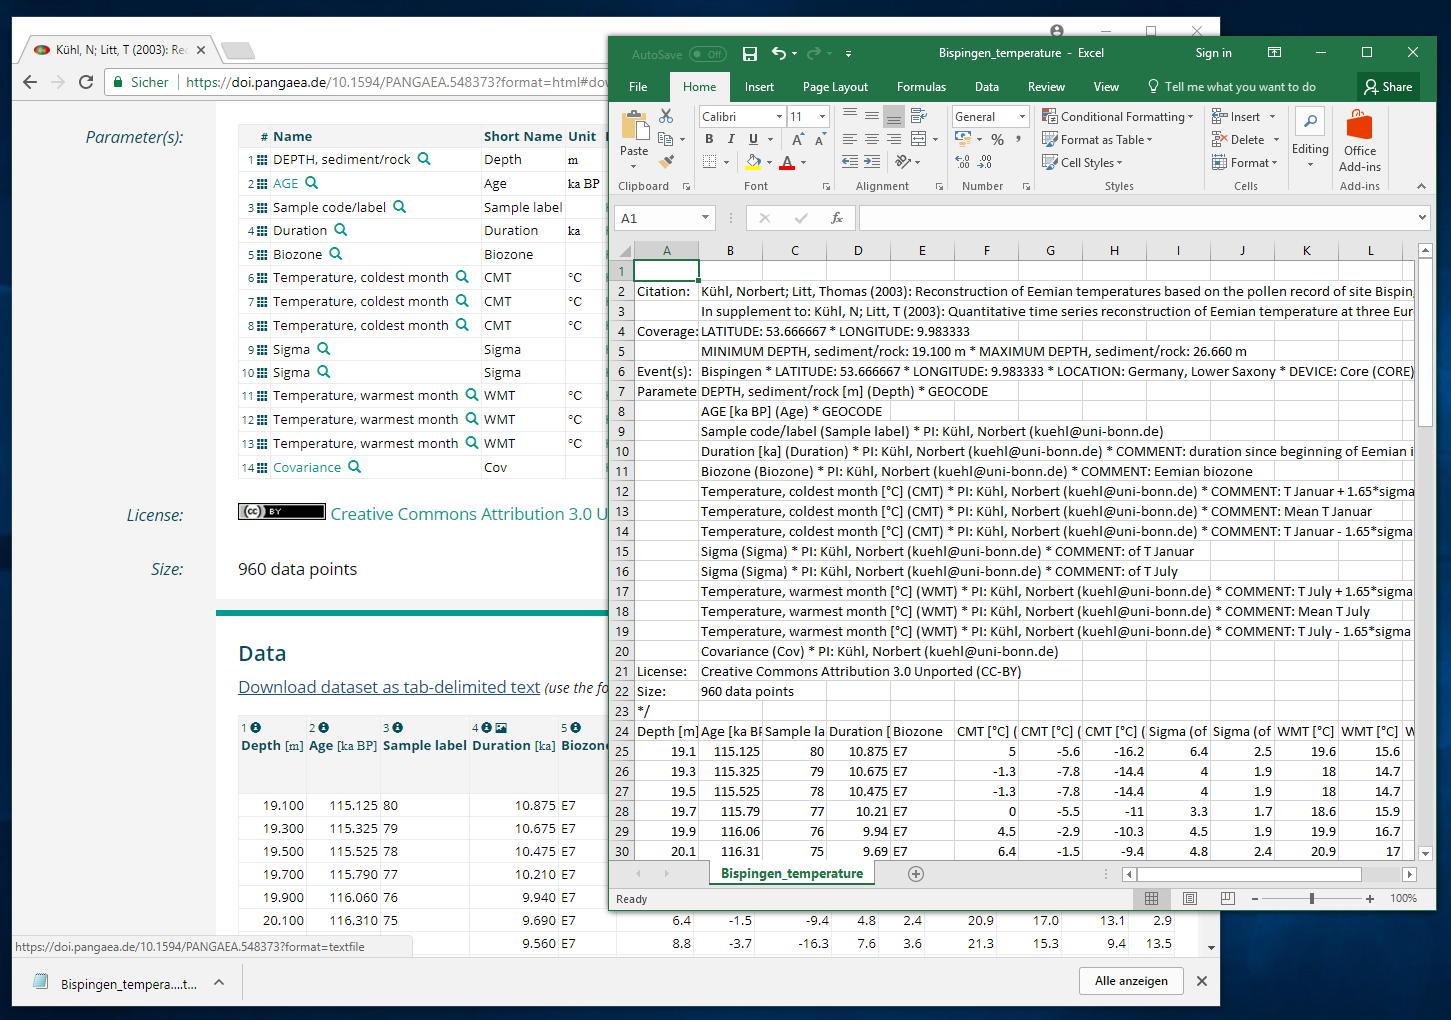 Kühl, N; Litt, T (2003): Rec
Sicher
https://doi.pangaea.de/10.1594/PANGAEA.548373?format=html#dow
Parameter(s):
# Name Short Name Unit
1 DEPTH, sediment/rock Depth m
2 AGE Age ka BP
3 Sample code/label Sample label
4 Duration Duration ka
5 Biozone Biozone
6 Temperature, coldest month CMT °C
7 Temperature, coldest month CMT °C
8 Temperature, coldest month CMT °C
9 Sigma Sigma
10 Sigma Sigma
11 Temperature, warmest month WMT °C
12 Temperature, warmest month WMT °C
13 Temperature, warmest month WMT °C
14 Covariance Cov
License:
(cc) BY Creative Commons Attribution 3.0 U
Size:
960 data points
Data
Download dataset as tab-delimited text (use the fo
1 2 3 4 5
Depth [m] Age [ka BP] Sample label Duration [ka] Biozone
19.100 115.125 80 10.875 E7
19.300 115.325 79 10.675 E7
19.500 115.525 78 10.475 E7
19.700 115.790 77 10.210 E7
19.900 116.060 76 9.940 E7
20.100 116.310 75 9.690 E7 6.4 -1.5 -9.4 4.8 2.4 20.9 17.0 13.1 2.9
9.560 E7 8.8 -3.7 -16.3 7.6 3.6 21.3 15.3 9.4 13.5
https://doi.pangaea.de/10.1594/PANGAEA.548373?format=textfile
Bispingen_tempera....t...
Alle anzeigen
AutoSave Off
Bispingen_temperature - Excel
Sign in
File Home Insert Page Layout Formulas Data Review View Tell me what you want to do Share
Paste
Calibri 11
B I U
A A
General
% ,
Conditional Formatting
Format as Table
Cell Styles
Insert
Delete
Format
Editing
Office Add-ins
Clipboard Font Alignment Number Styles Cells Add-ins
A1 fx
A B C D E F G H I J K L
1
2 Citation: Kühl, Norbert; Litt, Thomas (2003): Reconstruction of Eemian temperatures based on the pollen record of site Bisping
3 In supplement to: Kühl, N; Litt, T (2003): Quantitative time series reconstruction of Eemian temperature at three Eur
4 Coverage: LATITUDE: 53.666667 * LONGITUDE: 9.983333
5 MINIMUM DEPTH, sediment/rock: 19.100 m * MAXIMUM DEPTH, sediment/rock: 26.660 m
6 Event(s): Bispingen * LATITUDE: 53.666667 * LONGITUDE: 9.983333 * LOCATION: Germany, Lower Saxony * DEVICE: Core (CORE)
7 Paramete DEPTH, sediment/rock [m] (Depth) * GEOCODE
8 AGE [ka BP] (Age) * GEOCODE
9 Sample code/label (Sample label) * PI: Kühl, Norbert (kuehl@uni-bonn.de)
10 Duration [ka] (Duration) * PI: Kühl, Norbert (kuehl@uni-bonn.de) * COMMENT: duration since beginning of Eemian i
11 Biozone (Biozone) * PI: Kühl, Norbert (kuehl@uni-bonn.de) * COMMENT: Eemian biozone
12 Temperature, coldest month [°C] (CMT) * PI: Kühl, Norbert (kuehl@uni-bonn.de) * COMMENT: T Januar + 1.65*sigma
13 Temperature, coldest month [°C] (CMT) * PI: Kühl, Norbert (kuehl@uni-bonn.de) * COMMENT: Mean T Januar
14 Temperature, coldest month [°C] (CMT) * PI: Kühl, Norbert (kuehl@uni-bonn.de) * COMMENT: T Januar - 1.65*sigma
15 Sigma (Sigma) * PI: Kühl, Norbert (kuehl@uni-bonn.de) * COMMENT: of T Januar
16 Sigma (Sigma) * PI: Kühl, Norbert (kuehl@uni-bonn.de) * COMMENT: of T July
17 Temperature, warmest month [°C] (WMT) * PI: Kühl, Norbert (kuehl@uni-bonn.de) * COMMENT: T July + 1.65*sigma
18 Temperature, warmest month [°C] (WMT) * PI: Kühl, Norbert (kuehl@uni-bonn.de) * COMMENT: Mean T July
19 Temperature, warmest month [°C] (WMT) * PI: Kühl, Norbert (kuehl@uni-bonn.de) * COMMENT: T July - 1.65*sigma
20 Covariance (Cov) * PI: Kühl, Norbert (kuehl@uni-bonn.de)
21 License: Creative Commons Attribution 3.0 Unported (CC-BY)
22 Size: 960 data points
23 */
24 Depth [m] Age [ka BP Sample la Duration [ Biozone CMT [°C] ( CMT [°C] ( CMT [°C] ( Sigma (of Sigma (of WMT [°C] WMT [°C] W
25 19.1 115.125 80 10.875 E7 5 -5.6 -16.2 6.4 2.5 19.6 15.6
26 19.3 115.325 79 10.675 E7 -1.3 -7.8 -14.4 4 1.9 18 14.7
27 19.5 115.525 78 10.475 E7 -1.3 -7.8 -14.4 4 1.9 18 14.7
28 19.7 115.79 77 10.21 E7 0 -5.5 -11 3.3 1.7 18.6 15.9
29 19.9 116.06 76 9.94 E7 4.5 -2.9 -10.3 4.5 1.9 19.9 16.7
30 20.1 116.31 75 9.69 E7 6.4 -1.5 -9.4 4.8 2.4 20.9 17
Bispingen_temperature
Ready
100%